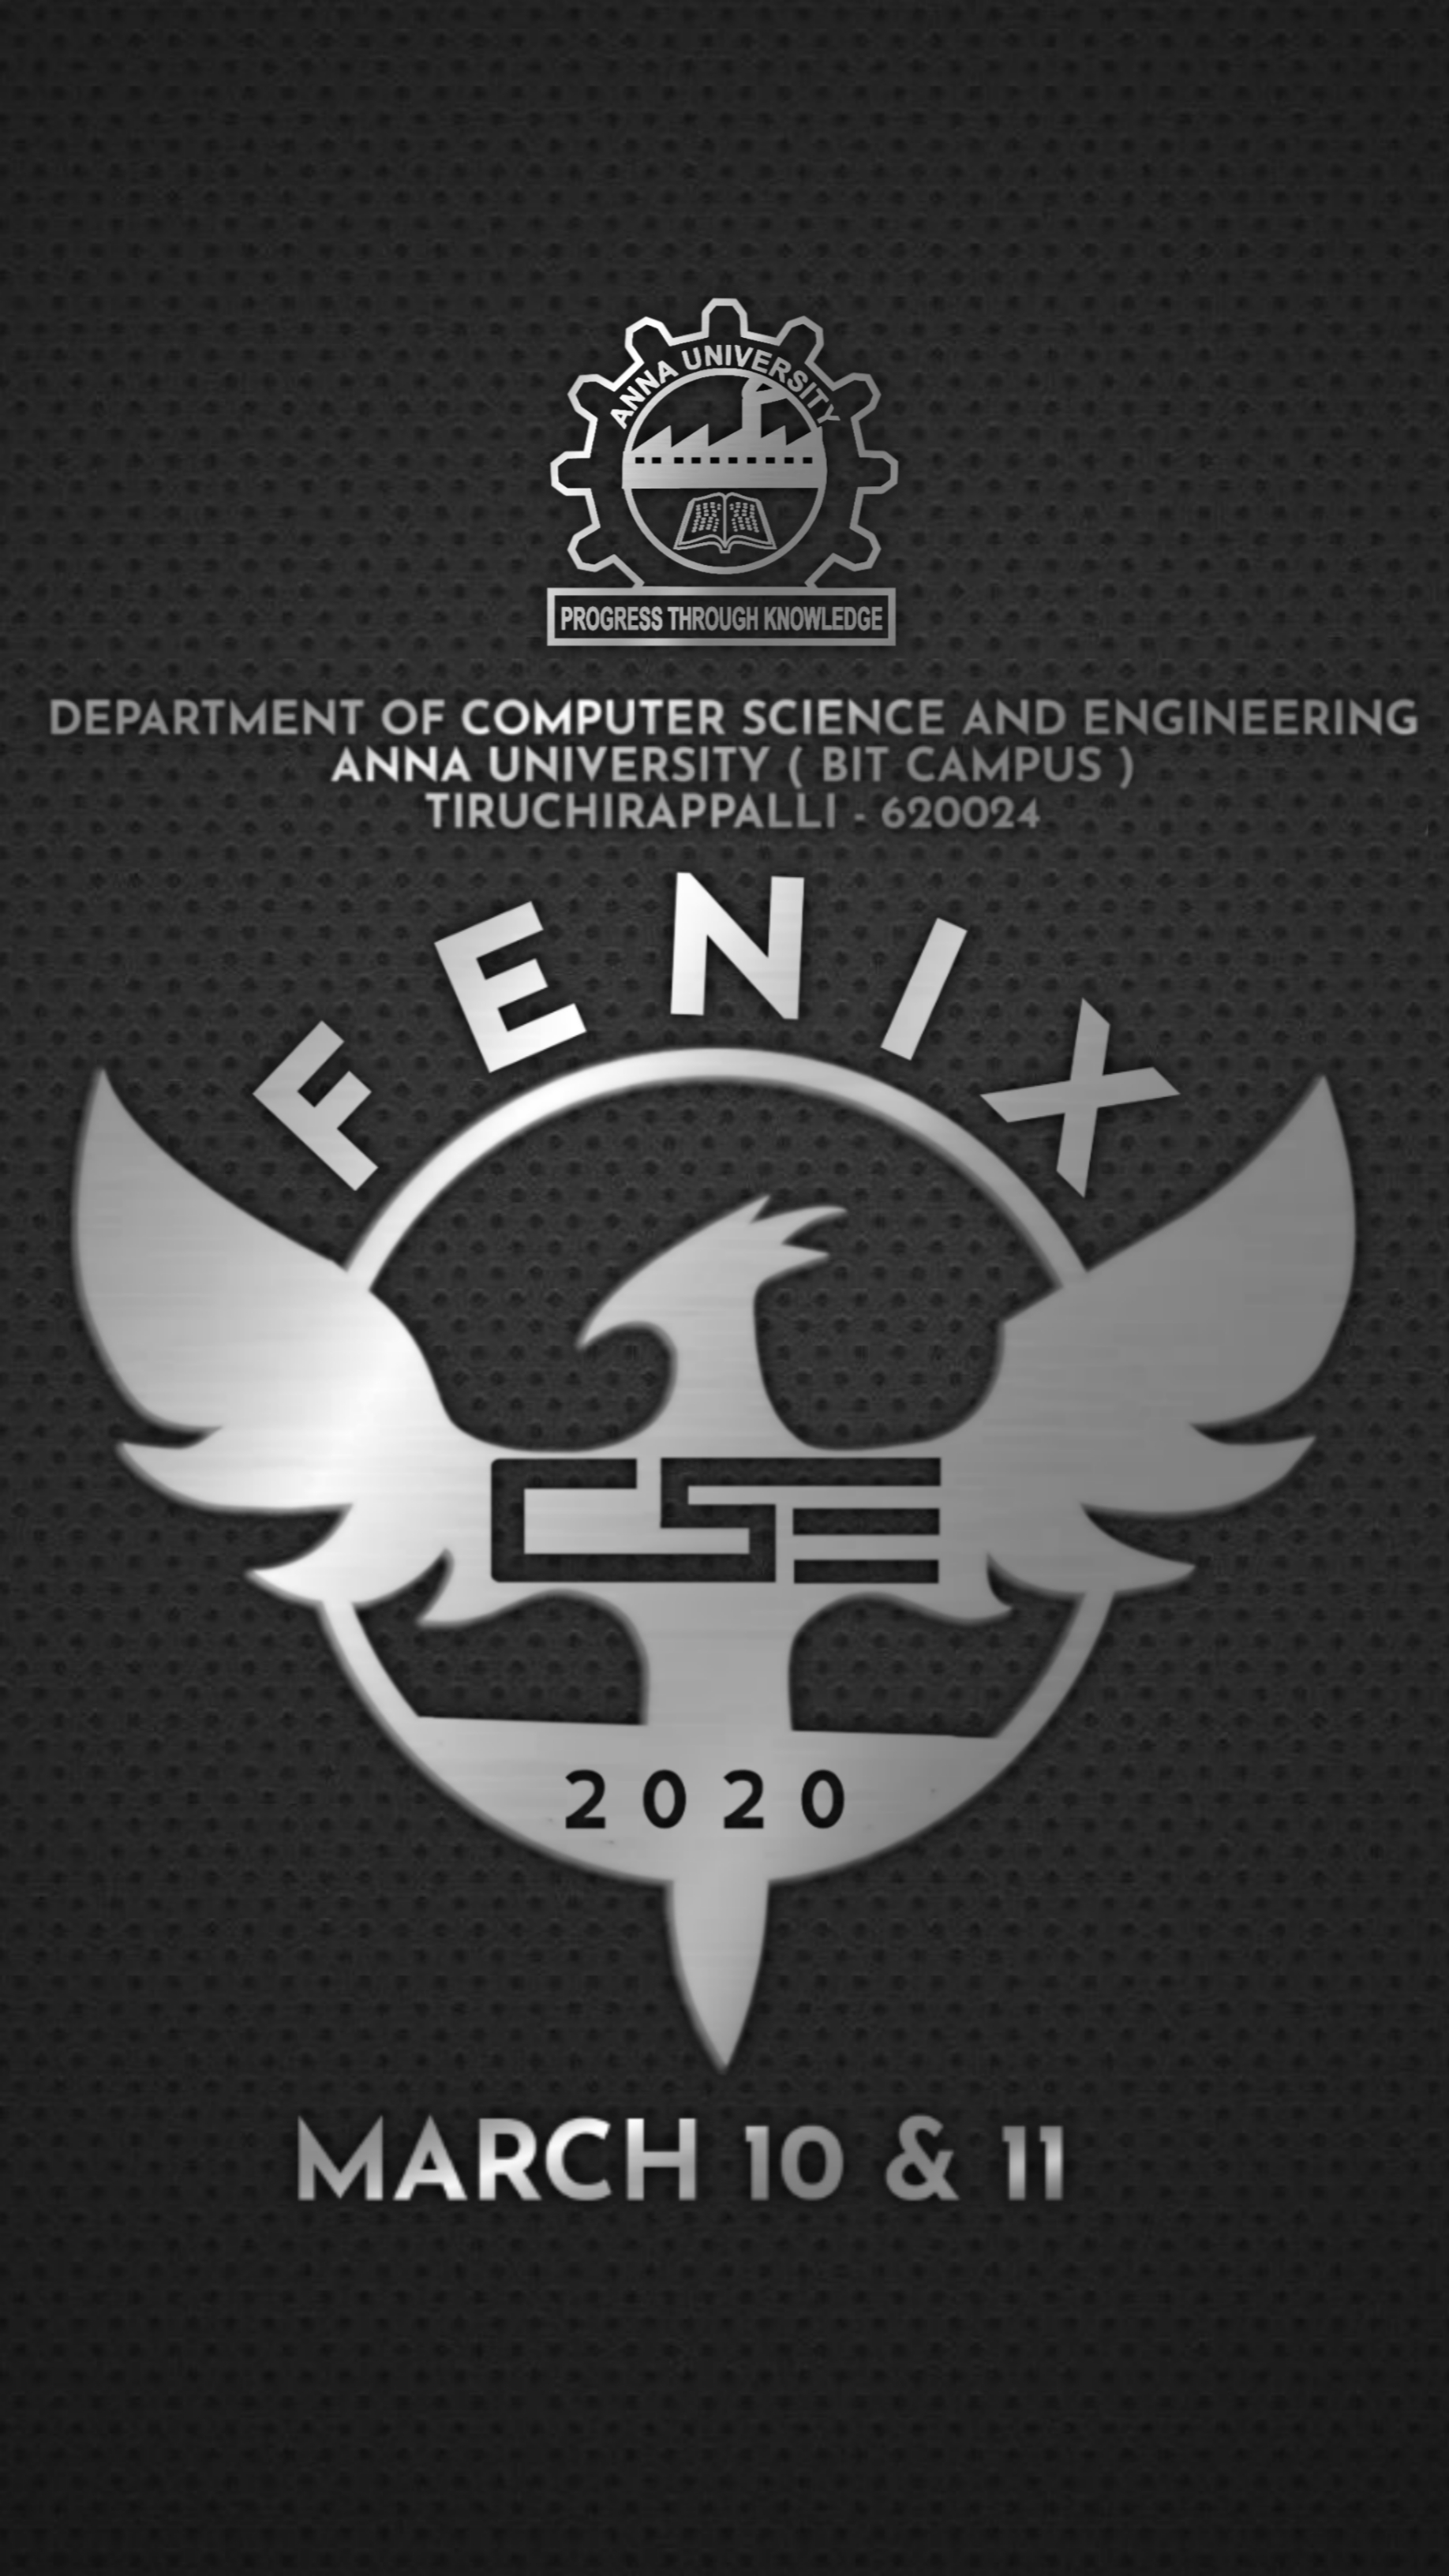 ANNA UNIVERSITY
PROGRESS THROUGH KNOWLEDGE
DEPARTMENT OF COMPUTER SCIENCE AND ENGINEERING
ANNA UNIVERSITY ( BIT CAMPUS )
TIRUCHIRAPPALLI - 620024
FENIX
CSE
2020
MARCH 10 & 11